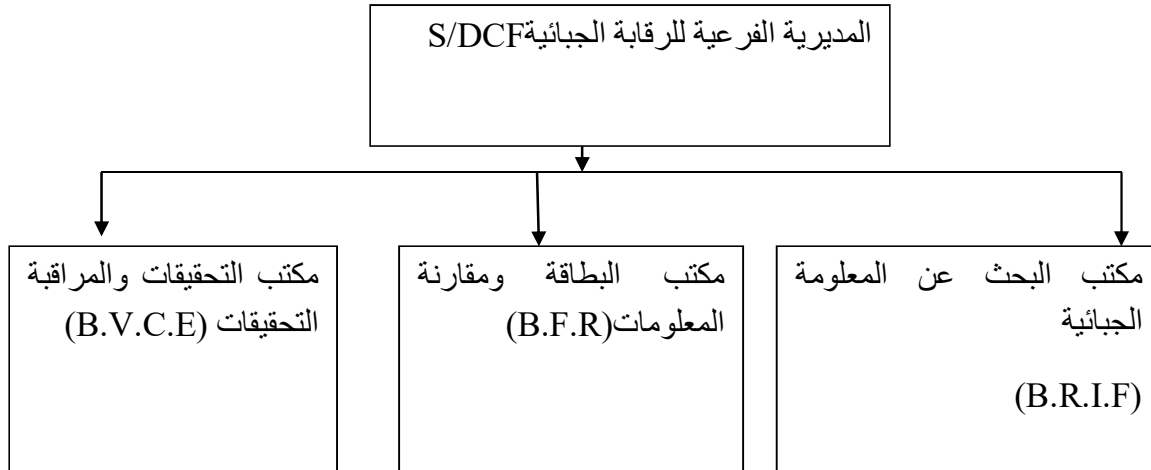 المديرية الفرعية للرقابة الجبائيةS/DCF
مكتب البحث عن المعلومة
الجبائية
(B.R.I.F)
مكتب البطاقة ومقارنة
المعلومات(B.F.R)
مكتب التحقيقات والمراقبة
التحقيقات (B.V.C.E)